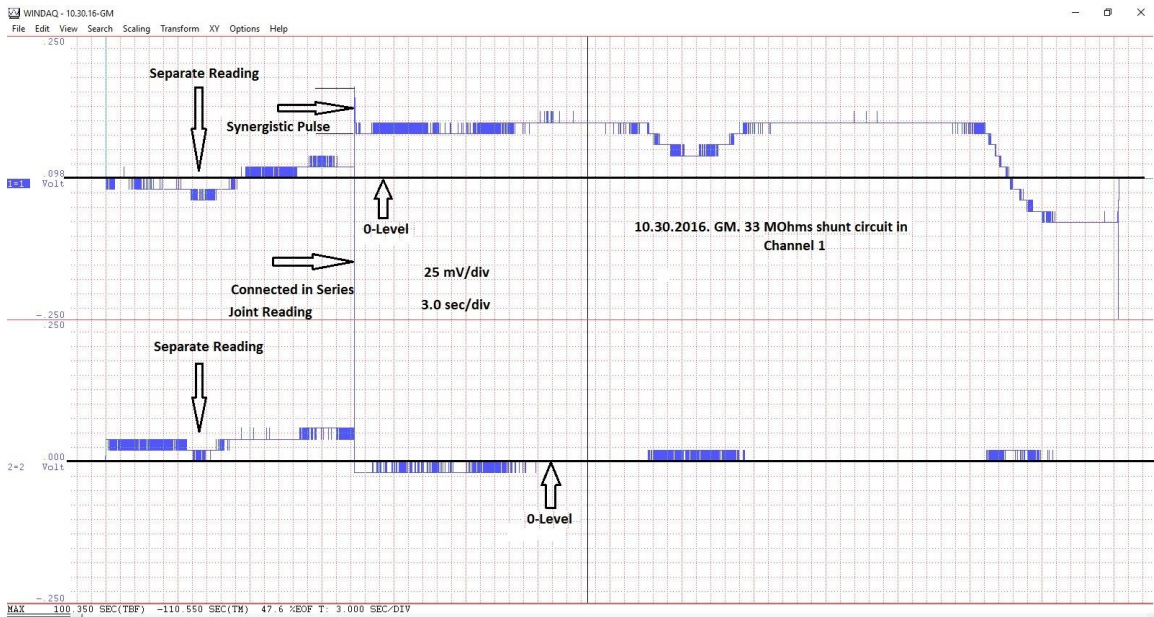 WINDAQ - 10.30.16-GM
File Edit View Search Scaling Transform XY Options Help
.250
Separate Reading
Synergistic Pulse
.098
1=1 Volt
0-Level
10.30.2016. GM. 33 MOhms shunt circuit in
Channel 1
25 mV/div
Connected in Series
3.0 sec/div
Joint Reading
-.250
.250
Separate Reading
.000
2=2 Volt
0-Level
-.250
MAX 100.350 SEC(TBF) -110.550 SEC(TM) 47.6 %EOF T: 3.000 SEC/DIV